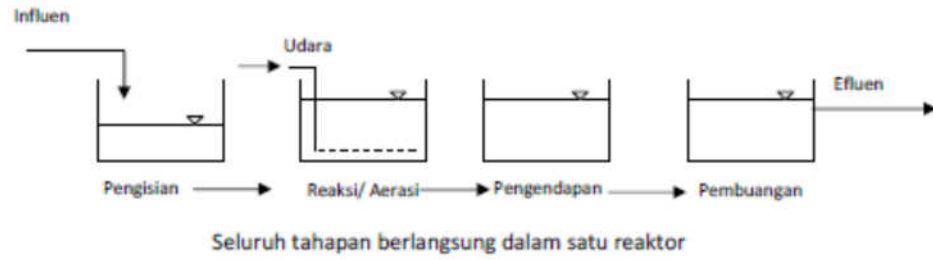 Influen
Udara
Efluen
Pengisian
Reaksi/ Aerasi
Pengendapan
Pembuangan
Seluruh tahapan berlangsung dalam satu reaktor